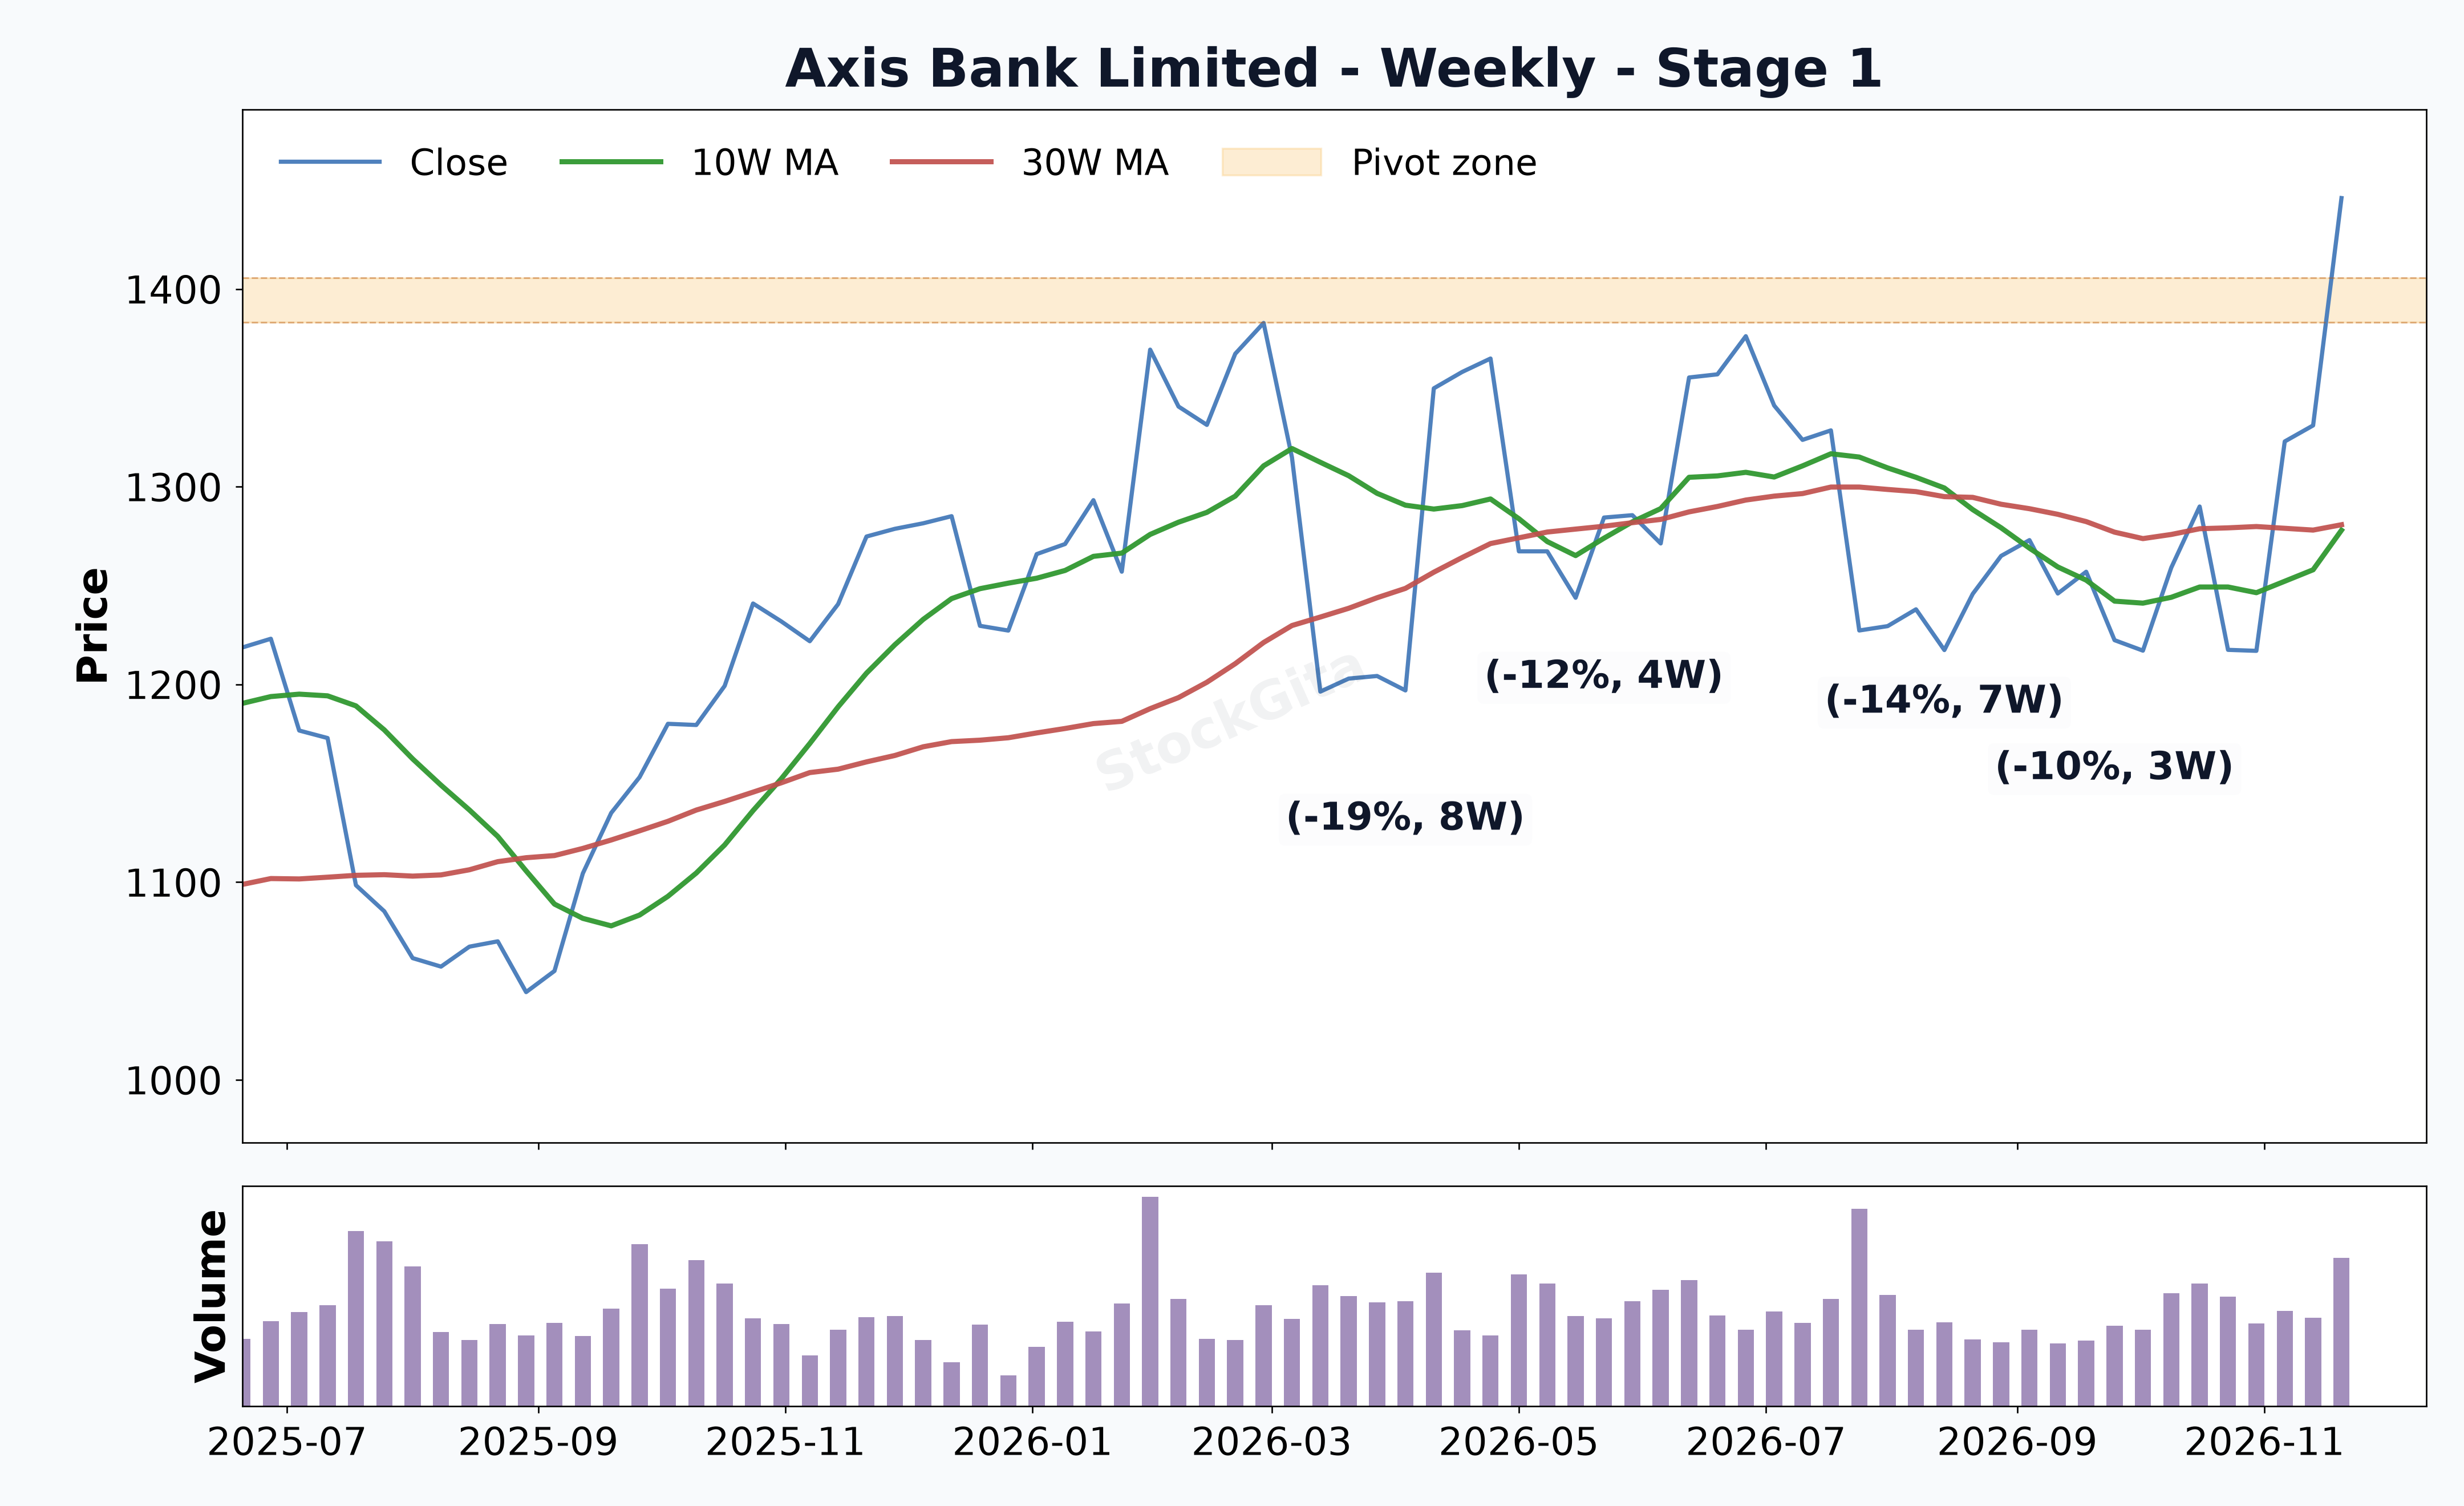 Axis Bank Limited - Weekly - Stage 1
Close 10W MA 30W MA Pivot zone
1400
1300
1200
1100
1000
Price
StockGita
(-12%, 4W)
(-14%, 7W)
(-10%, 3W)
(-19%, 8W)
Volume
2025-07 2025-09 2025-11 2026-01 2026-03 2026-05 2026-07 2026-09 2026-11